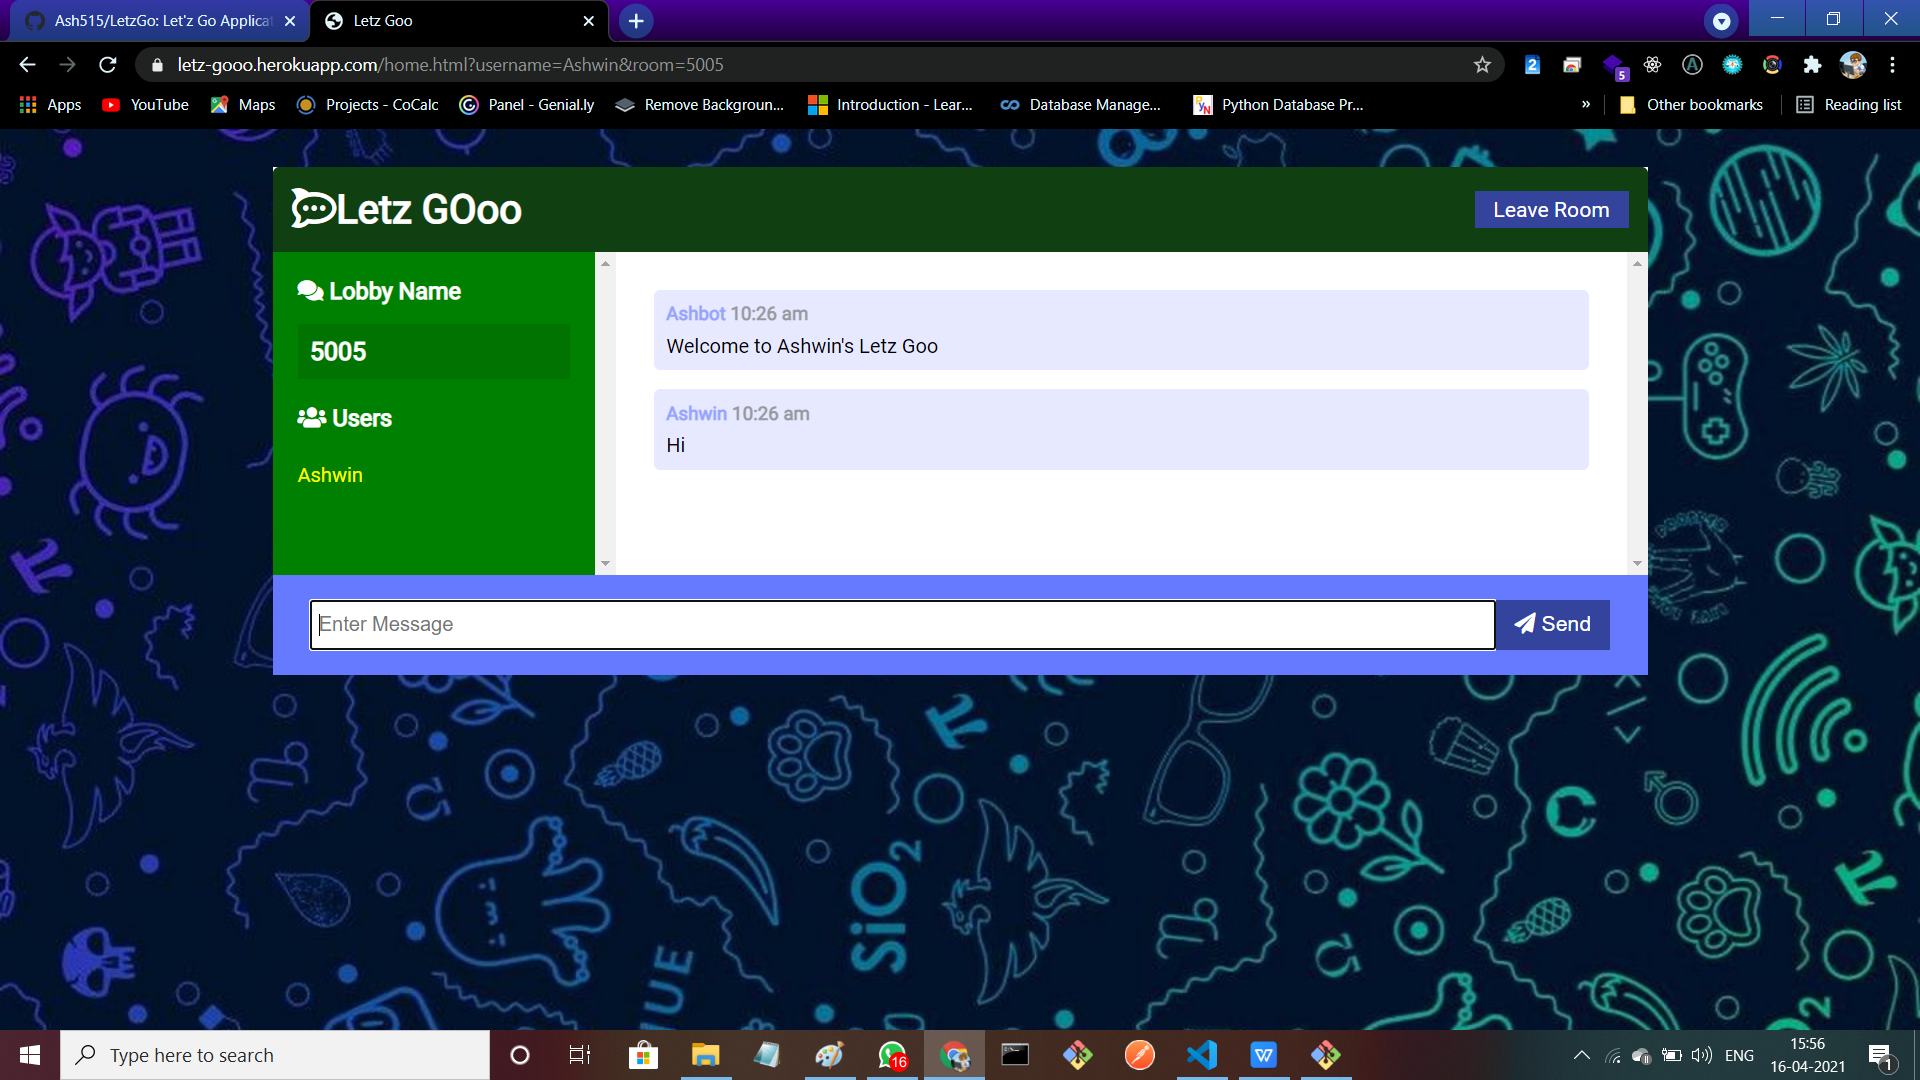 Ash515/LetzGo: Let'z Go Applicat
Letz Goo
letz-gooo.herokuapp.com/home.html?username=Ashwin&room=5005
2
5
Apps
YouTube
Maps
Projects - CoCalc
Panel - Genial.ly
Remove Backgroun...
Introduction - Lear...
Database Manage...
Python Database Pr...
»
Other bookmarks
Reading list
Letz GOoo
Leave Room
Lobby Name
5005
Users
Ashwin
Ashbot 10:26 am
Welcome to Ashwin's Letz Goo
Ashwin 10:26 am
Hi
Enter Message
Send
SiO2
Type here to search
16
ENG
15:56
16-04-2021
1